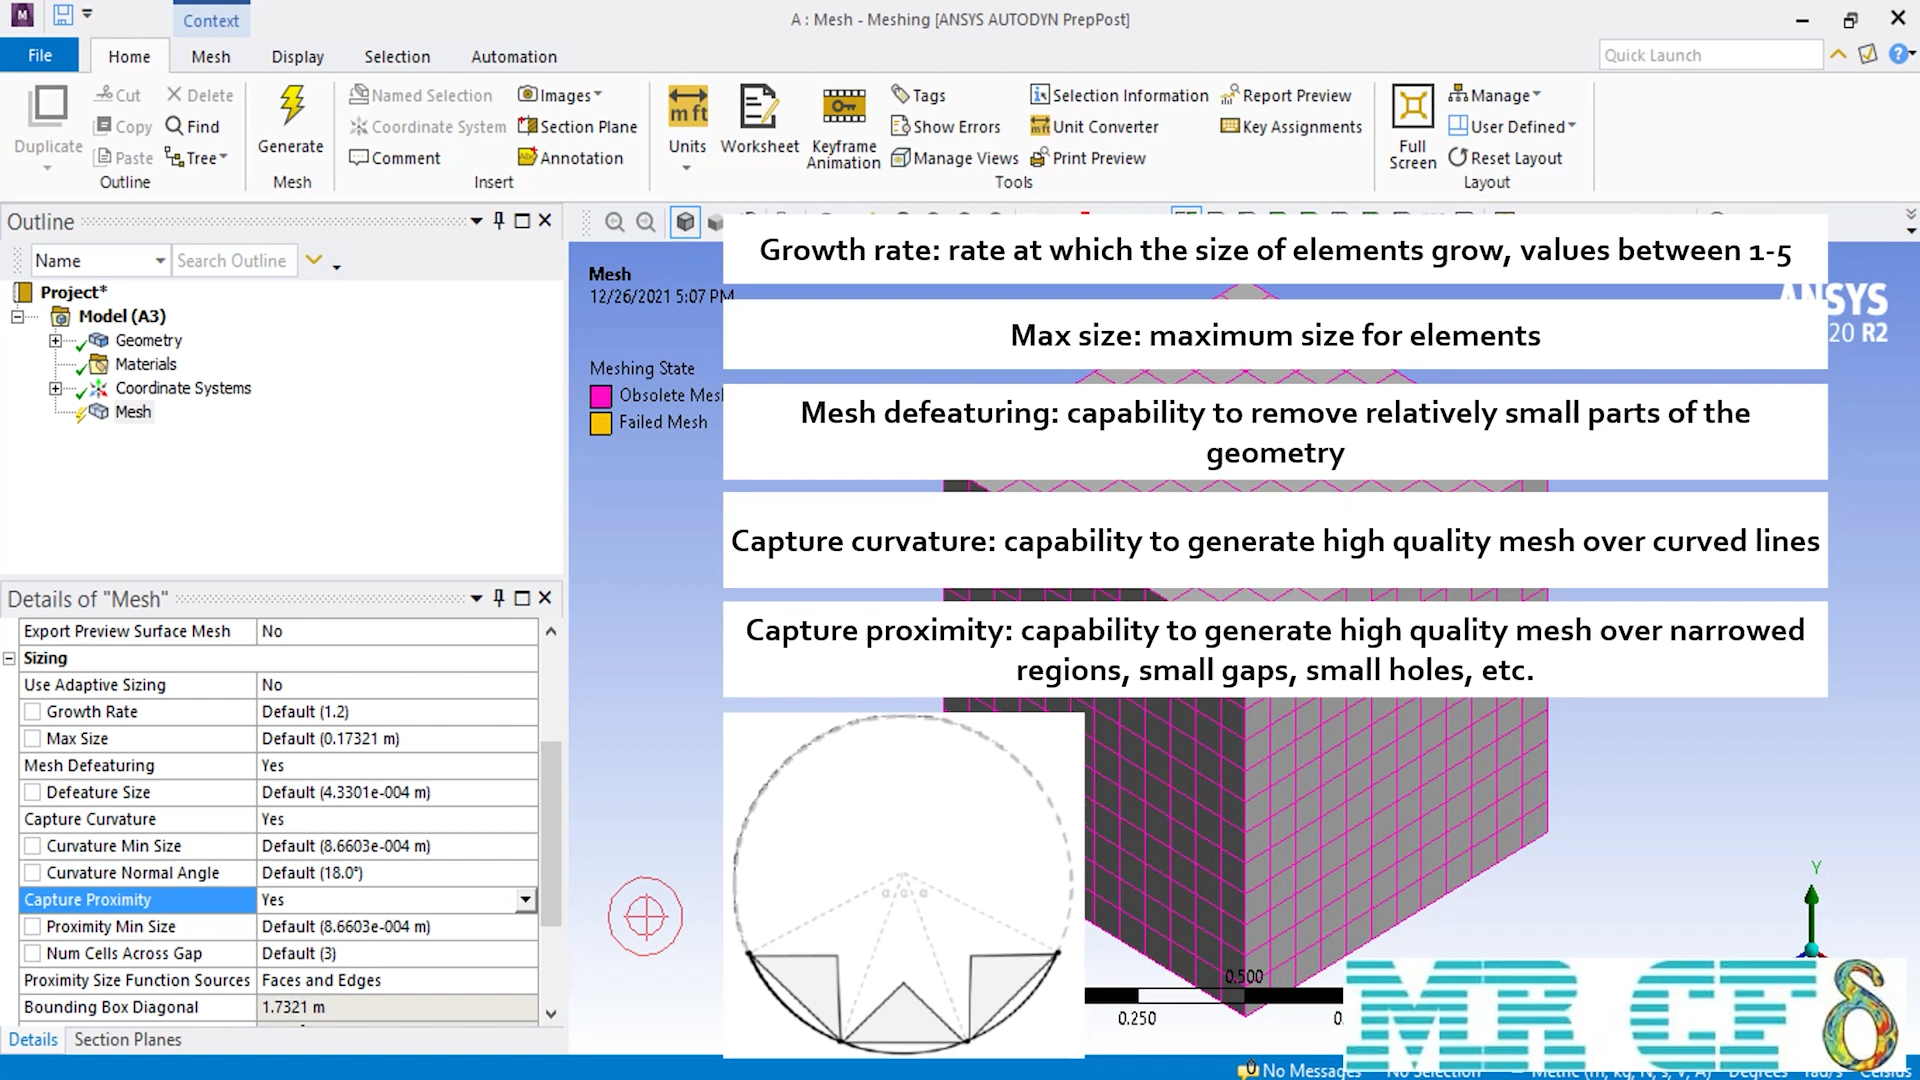 Context
A : Mesh - Meshing [ANSYS AUTODYN PrepPost]
File
Home
Mesh
Display
Selection
Automation
Quick Launch
Duplicate
Cut
Copy
Paste
Delete
Find
Tree
Outline
Generate
Mesh
Named Selection
Coordinate System
Comment
Images
Section Plane
Annotation
Insert
Units
Worksheet
Keyframe
Animation
Tags
Show Errors
Manage Views
Selection Information
Unit Converter
Print Preview
Report Preview
Key Assignments
Tools
Full
Screen
Manage
User Defined
Reset Layout
Layout
Outline
Name
Search Outline
Project*
Model (A3)
Geometry
Materials
Coordinate Systems
Mesh
Mesh
12/26/2021 5:07 PM
Meshing State
Obsolete Mesh
Failed Mesh
ANSYS
20 R2
Growth rate: rate at which the size of elements grow, values between 1-5
Max size: maximum size for elements
Mesh defeaturing: capability to remove relatively small parts of the
geometry
Capture curvature: capability to generate high quality mesh over curved lines
Capture proximity: capability to generate high quality mesh over narrowed
regions, small gaps, small holes, etc.
Details of "Mesh"
Export Preview Surface Mesh No
Sizing
Use Adaptive Sizing No
Growth Rate Default (1.2)
Max Size Default (0.17321 m)
Mesh Defeaturing Yes
Defeature Size Default (4.3301e-004 m)
Capture Curvature Yes
Curvature Min Size Default (8.6603e-004 m)
Curvature Normal Angle Default (18.0°)
Capture Proximity Yes
Proximity Min Size Default (8.6603e-004 m)
Num Cells Across Gap Default (3)
Proximity Size Function Sources Faces and Edges
Bounding Box Diagonal 1.7321 m
Details
Section Planes
α α α
0.500
0.250
Y
MR CFD
No Messages
No Selection
Metric (m, kg, N, s, V, A)
Degrees
rad/s
Celsius